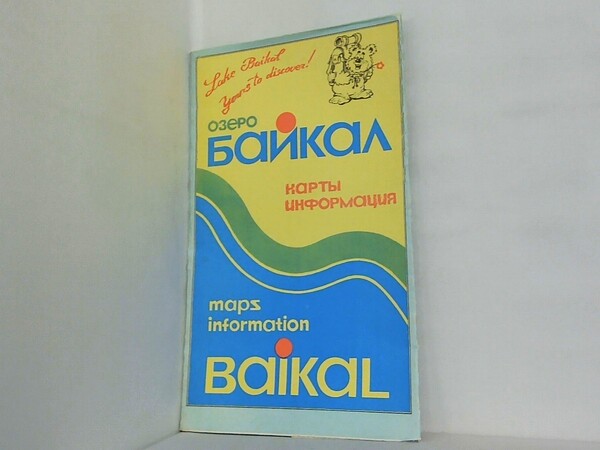 Lake Baikal
Yours to discover!
озеро
Байкал
карты
информация
maps
information
Baikal